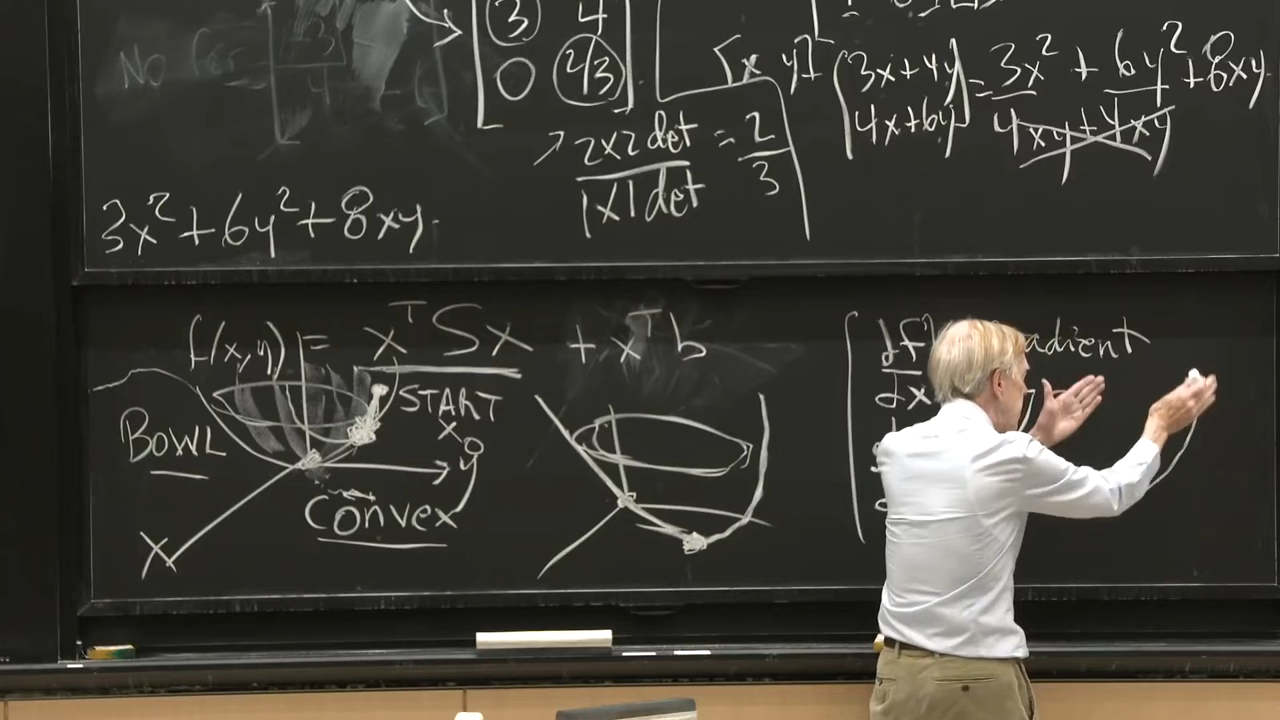 No for
3 4
0 2/3
2x2 det
1x1 det
= 2/3
[x y] [3x+4y
4x+6y] = 3x² + 6y² + 8xy
4xy+4xy
3x²+6y²+8xy
f(x,y) = xᵀSx + xᵀb
BOWL
START
x
y
Convex
x
df
dx